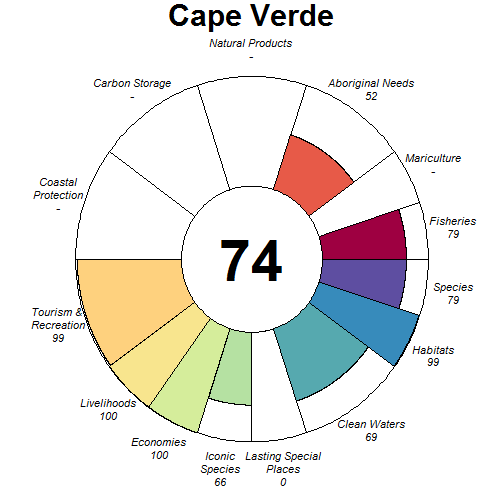 Cape Verde
Natural Products
-
Carbon Storage
-
Aboriginal Needs
52
Mariculture
-
Coastal
Protection
-
Fisheries
79
74
Species
79
Tourism &
Recreation
99
Habitats
99
Livelihoods
100
Clean Waters
69
Economies
100
Iconic
Species
66
Lasting Special
Places
0